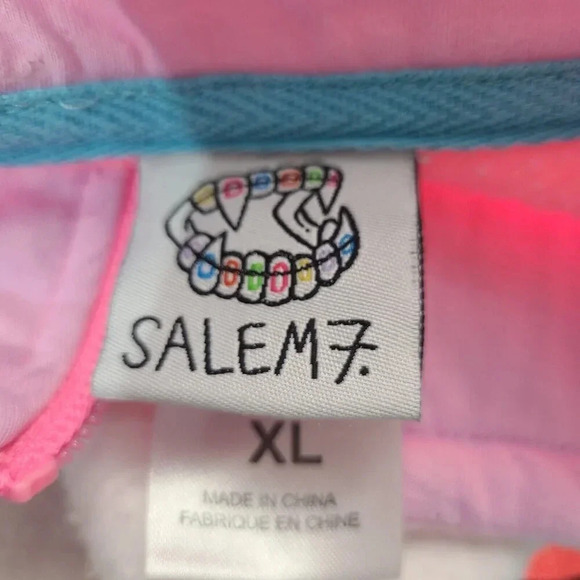 SALEM7.
XL
MADE IN CHINA
FABRIQUE EN CHINE